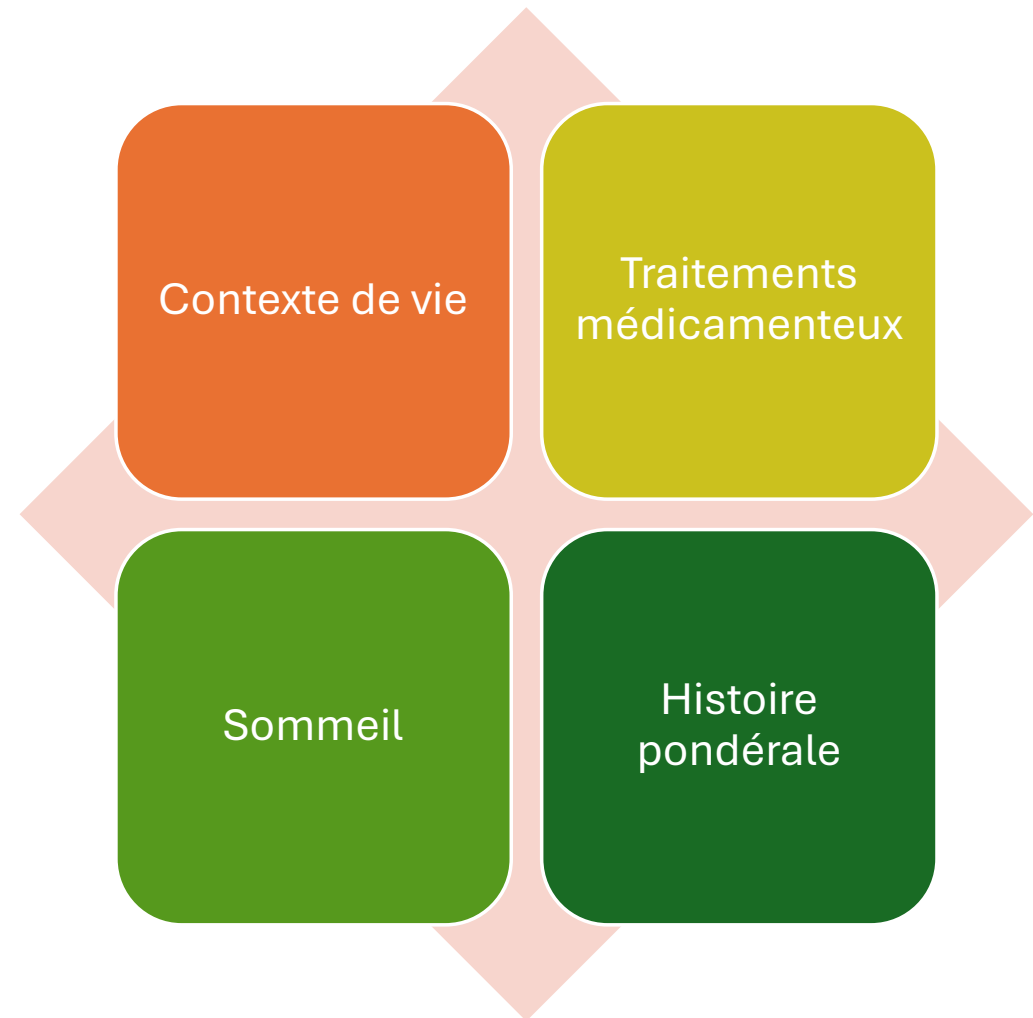 Contexte de vie
Traitements
médicamenteux
Sommeil
Histoire
pondérale